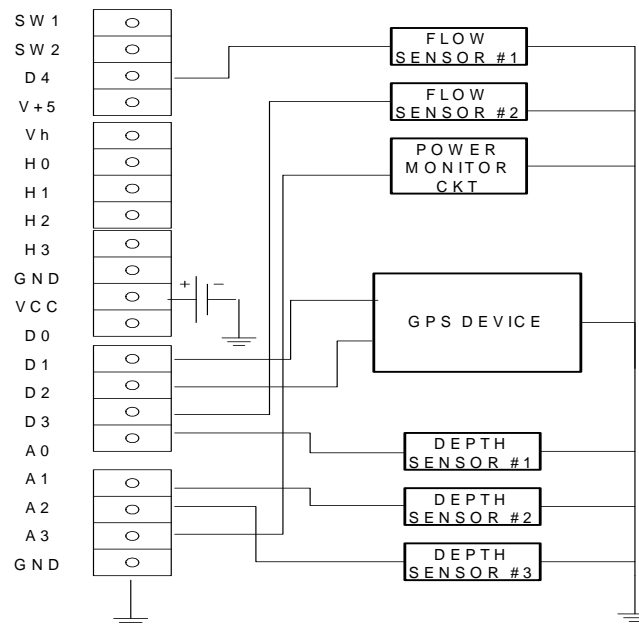 SW1
SW2
D4
V+5
Vh
H0
H1
H2
H3
GND
VCC
D0
D1
D2
D3
A0
A1
A2
A3
GND
+ −
FLOW
SENSOR #1
FLOW
SENSOR #2
POWER
MONITOR
CKT
GPS DEVICE
DEPTH
SENSOR #1
DEPTH
SENSOR #2
DEPTH
SENSOR #3